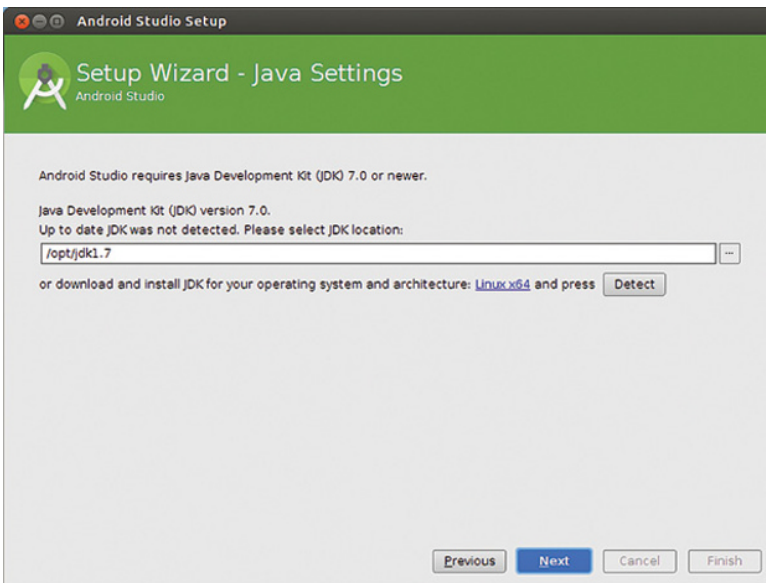 Android Studio Setup
Setup Wizard - Java Settings
Android Studio
Android Studio requires Java Development Kit (JDK) 7.0 or newer.
Java Development Kit (JDK) version 7.0.
Up to date JDK was not detected. Please select JDK location:
/opt/jdk1.7
...
or download and install JDK for your operating system and architecture: Linux x64 and press Detect
Previous Next Cancel Finish